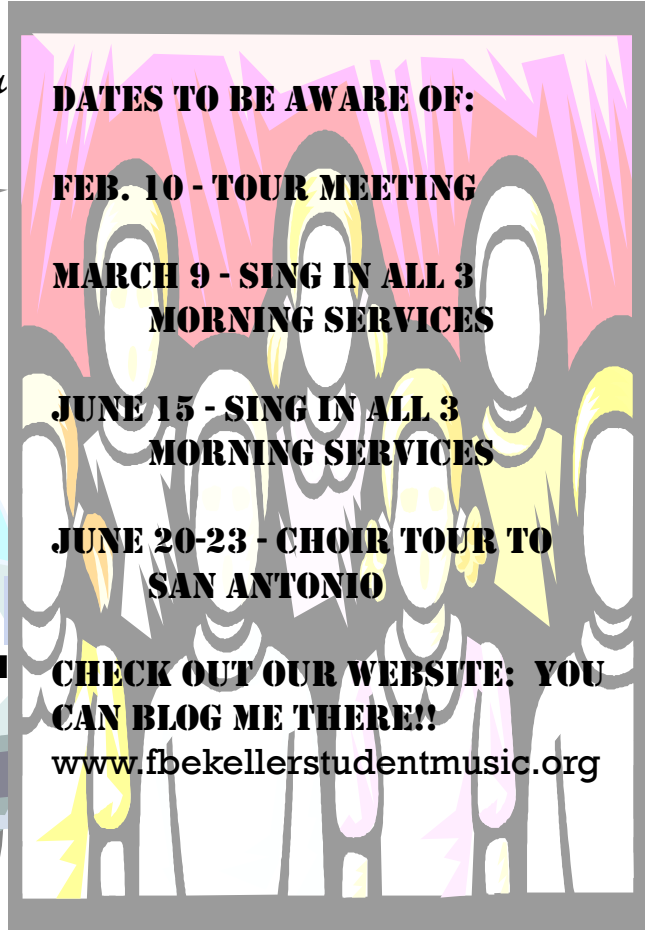 DATES TO BE AWARE OF:
FEB. 10 - TOUR MEETING
MARCH 9 - SING IN ALL 3
MORNING SERVICES
JUNE 15 - SING IN ALL 3
MORNING SERVICES
JUNE 20-23 - CHOIR TOUR TO
SAN ANTONIO
CHECK OUT OUR WEBSITE: YOU
CAN BLOG ME THERE!!
www.fbekellerstudentmusic.org